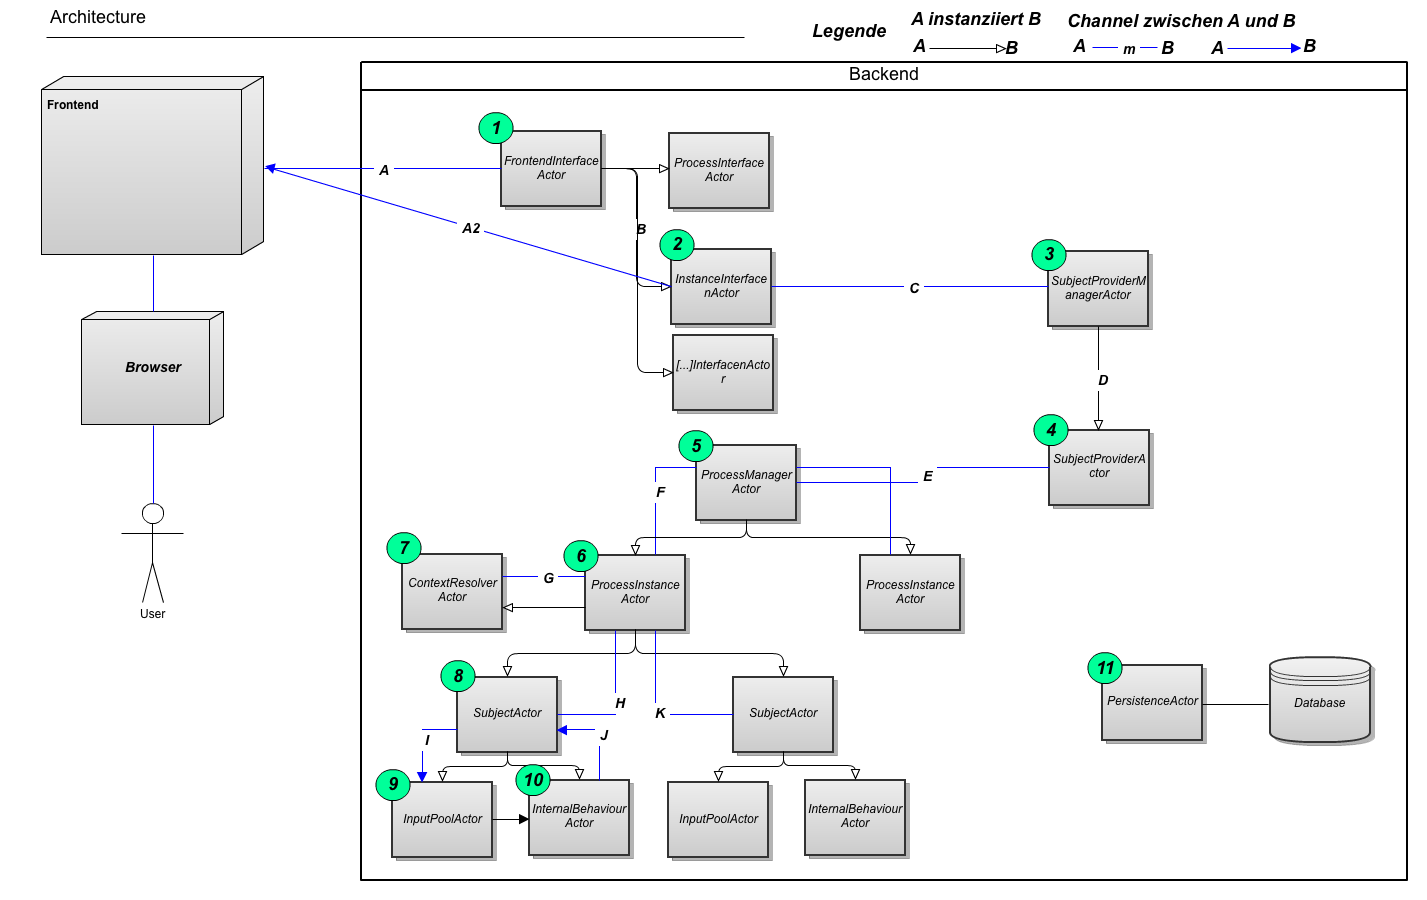 Architecture
Legende
A instanziiert B
A B
Channel zwischen A und B
A m B
A B
Backend
Frontend
1
FrontendInterface
Actor
ProcessInterface
Actor
A
A2
B
2
InstanceInterface
nActor
C
3
SubjectProviderM
anagerActor
[...]InterfacenActo
r
Browser
D
4
SubjectProviderA
ctor
5
ProcessManager
Actor
E
F
7
ContextResolver
Actor
G
6
ProcessInstance
Actor
ProcessInstance
Actor
User
8
SubjectActor
H
K
SubjectActor
11
PersistenceActor
Database
I
J
9
InputPoolActor
10
InternalBehaviour
Actor
InputPoolActor
InternalBehaviour
Actor